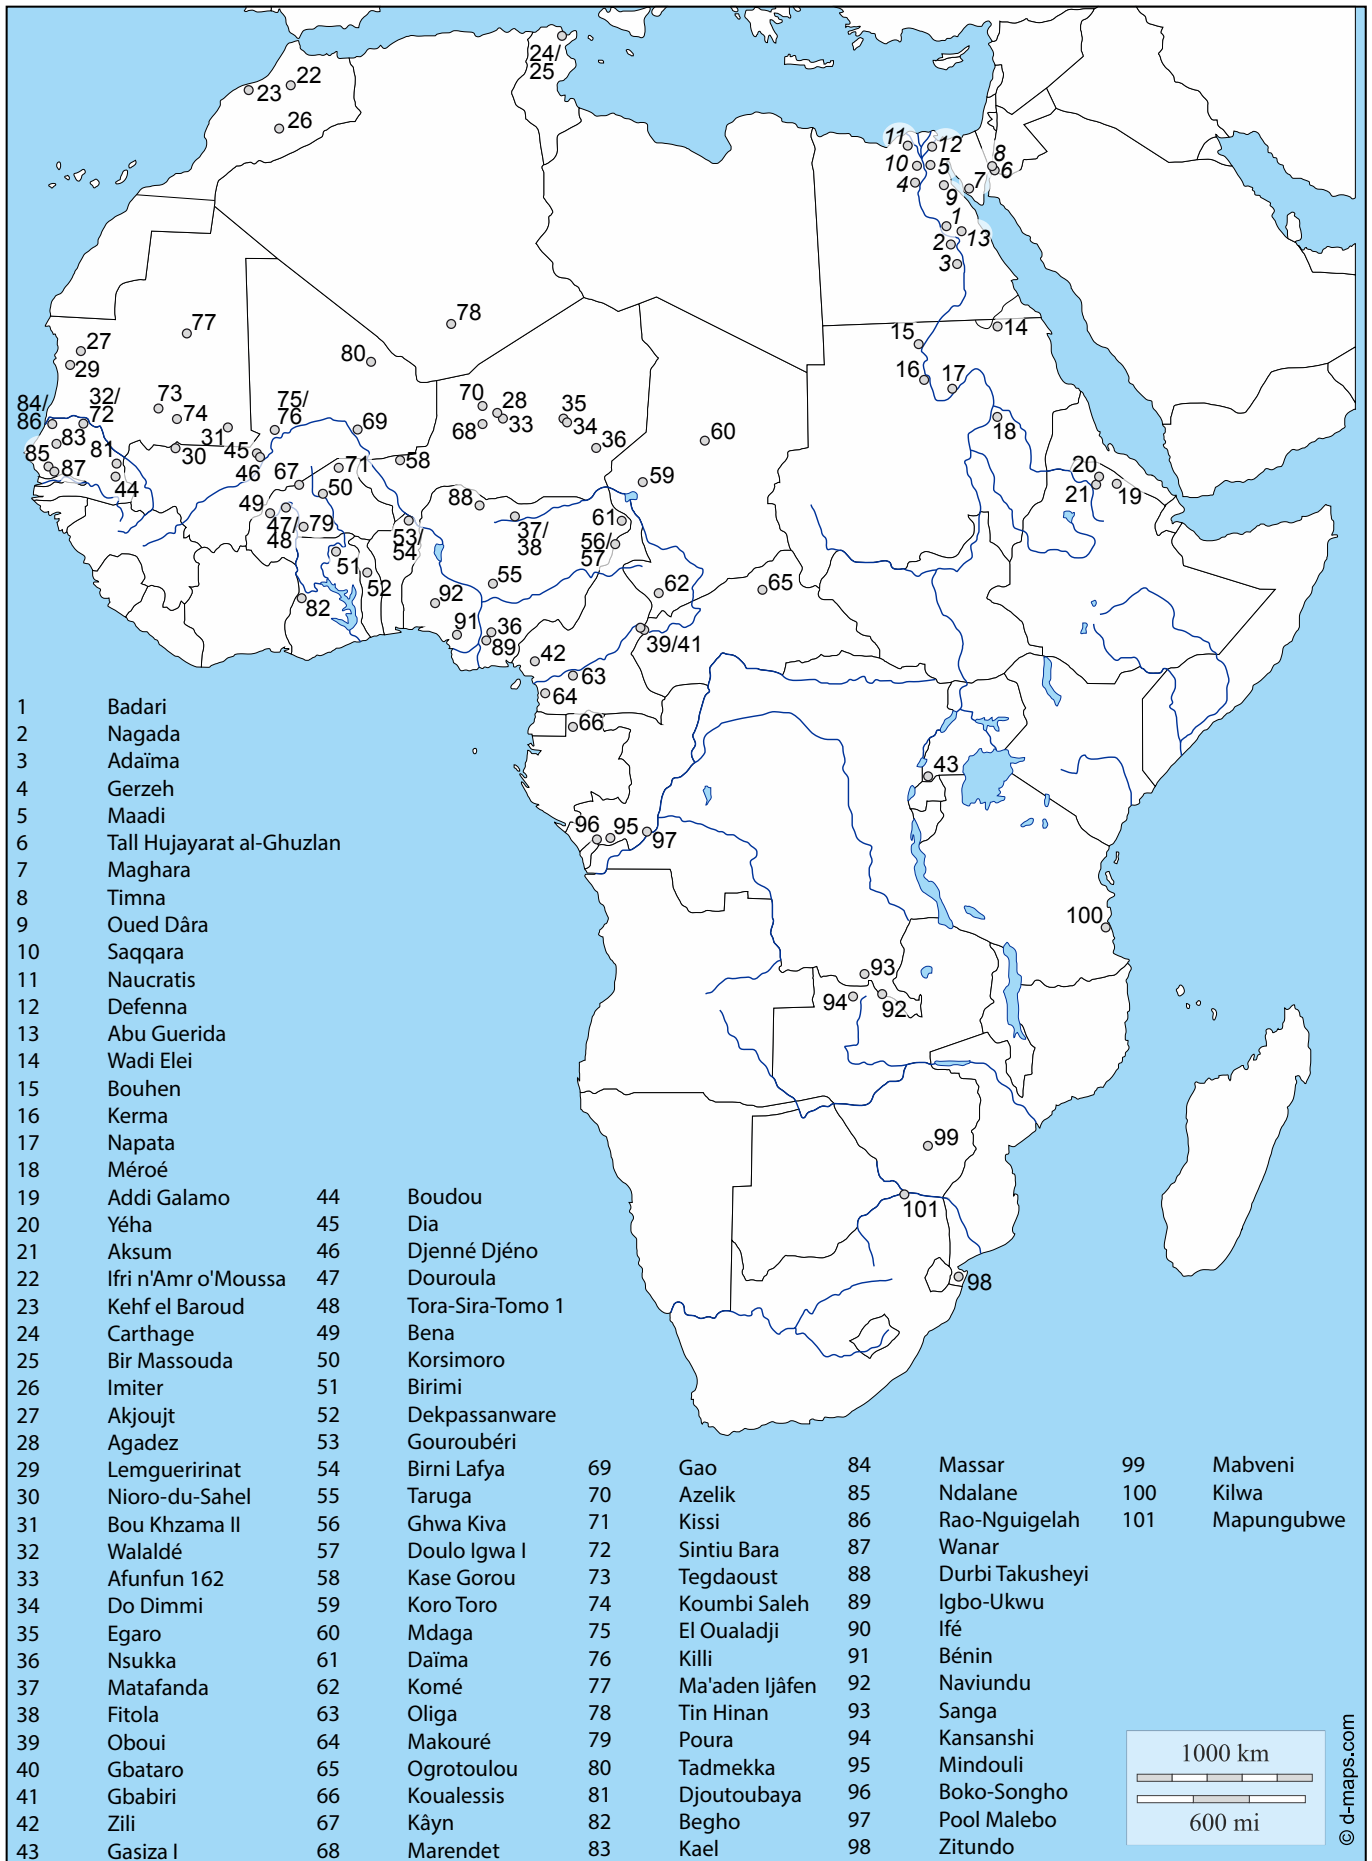 24/
25
22
23
26
11
12
8
10
5
6
4
7
9
1
13
2
3
78
77
14
15
27
80
16
17
29
84/
86
32/
72
73
75/
76
70
28
35
74
69
33
34
18
83
31
68
36
60
85
81
45
30
87
46
71
58
59
20
44
67
21
19
50
88
49
47/
48
79
53/
54
37/
38
61
56/
57
51
52
55
62
65
82
92
91
36
89
39/41
42
63
64
66
43
96
95
97
100
93
94
92
99
101
98
1 Badari
2 Nagada
3 Adaïma
4 Gerzeh
5 Maadi
6 Tall Hujayarat al-Ghuzlan
7 Maghara
8 Timna
9 Oued Dâra
10 Saqqara
11 Naucratis
12 Defenna
13 Abu Guerida
14 Wadi Elei
15 Bouhen
16 Kerma
17 Napata
18 Méroé
19 Addi Galamo
20 Yéha
21 Aksum
22 Ifri n'Amr o'Moussa
23 Kehf el Baroud
24 Carthage
25 Bir Massouda
26 Imiter
27 Akjoujt
28 Agadez
29 Lemgueririnat
30 Nioro-du-Sahel
31 Bou Khzama II
32 Walaldé
33 Afunfun 162
34 Do Dimmi
35 Egaro
36 Nsukka
37 Matafanda
38 Fitola
39 Oboui
40 Gbataro
41 Gbabiri
42 Zili
43 Gasiza I
44 Boudou
45 Dia
46 Djenné Djéno
47 Douroula
48 Tora-Sira-Tomo 1
49 Bena
50 Korsimoro
51 Birimi
52 Dekpassanware
53 Gouroubéri
54 Birni Lafya
55 Taruga
56 Ghwa Kiva
57 Doulo Igwa I
58 Kase Gorou
59 Koro Toro
60 Mdaga
61 Daïma
62 Komé
63 Oliga
64 Makouré
65 Ogrotoulou
66 Koualessis
67 Kâyn
68 Marendet
69 Gao
70 Azelik
71 Kissi
72 Sintiu Bara
73 Tegdaoust
74 Koumbi Saleh
75 El Oualadji
76 Killi
77 Ma'aden Ijâfen
78 Tin Hinan
79 Poura
80 Tadmekka
81 Djoutoubaya
82 Begho
83 Kael
84 Massar
85 Ndalane
86 Rao-Nguigelah
87 Wanar
88 Durbi Takusheyi
89 Igbo-Ukwu
90 Ifé
91 Bénin
92 Naviundu
93 Sanga
94 Kansanshi
95 Mindouli
96 Boko-Songho
97 Pool Malebo
98 Zitundo
99 Mabveni
100 Kilwa
101 Mapungubwe
1000 km
600 mi
© d-maps.com